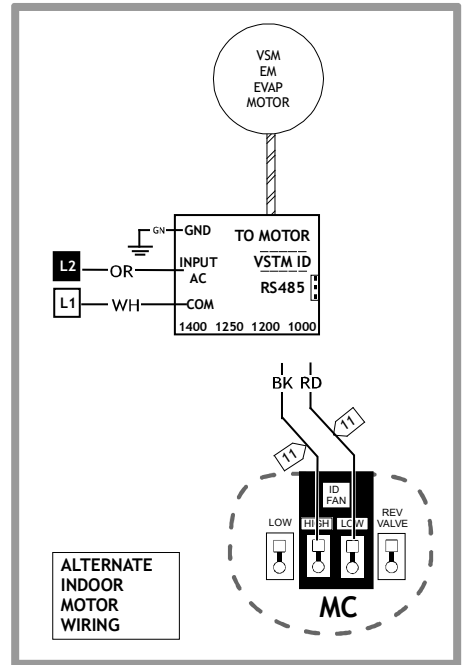 VSM
EM
EVAP
MOTOR
GN
GND
TO MOTOR
L2
OR
INPUT
AC
VSTM ID
RS485
L1
WH
COM
1400 1250 1200 1000
BK RD
11
11
ID
FAN
LOW
HIGH
LOW
REV
VALVE
MC
ALTERNATE
INDOOR
MOTOR
WIRING